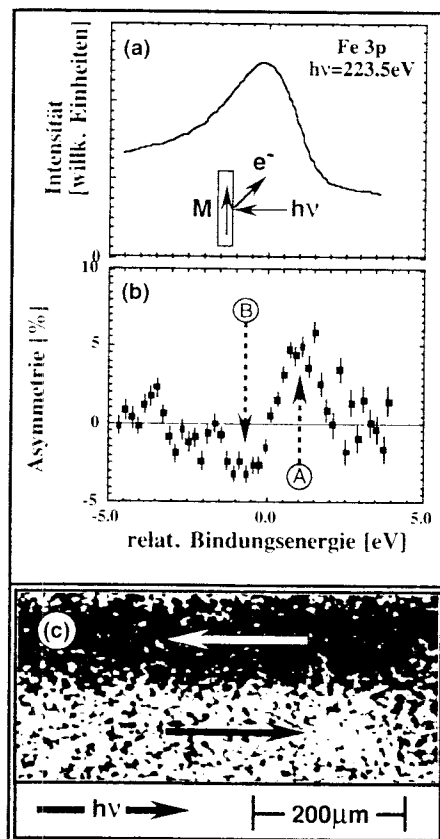 (a)
Fe 3p
hν=223.5eV
Intensität
[willk. Einheiten]
e⁻
M
hν
0
10
(b)
B
5
0
A
-5
Asymmetrie [%]
-5.0
0.0
5.0
relat. Bindungsenergie [eV]
(c)
hν
200µm